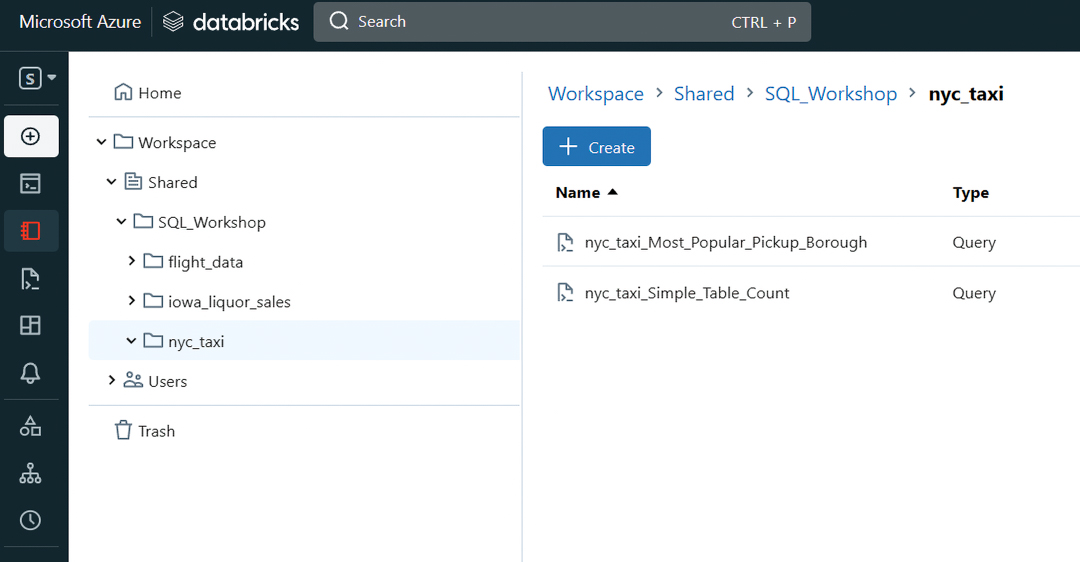 Microsoft Azure databricks Search CTRL + P
S
Home
Workspace
Shared
SQL_Workshop
flight_data
iowa_liquor_sales
nyc_taxi
Users
Trash
Workspace > Shared > SQL_Workshop > nyc_taxi
+ Create
Name Type
nyc_taxi_Most_Popular_Pickup_Borough Query
nyc_taxi_Simple_Table_Count Query